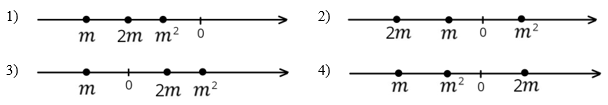 1) m 2m m² 0
2) 2m m 0 m²
3) m 0 2m m²
4) m m² 0 2m